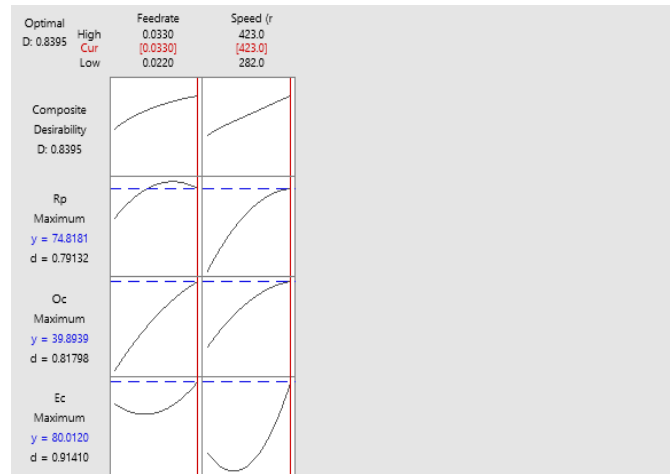 Optimal
D: 0.8395
High
Cur
Low
Feedrate
0.0330
[0.0330]
0.0220
Speed (r
423.0
[423.0]
282.0
Composite
Desirability
D: 0.8395
Rp
Maximum
y = 74.8181
d = 0.79132
Oc
Maximum
y = 39.8939
d = 0.81798
Ec
Maximum
y = 80.0120
d = 0.91410